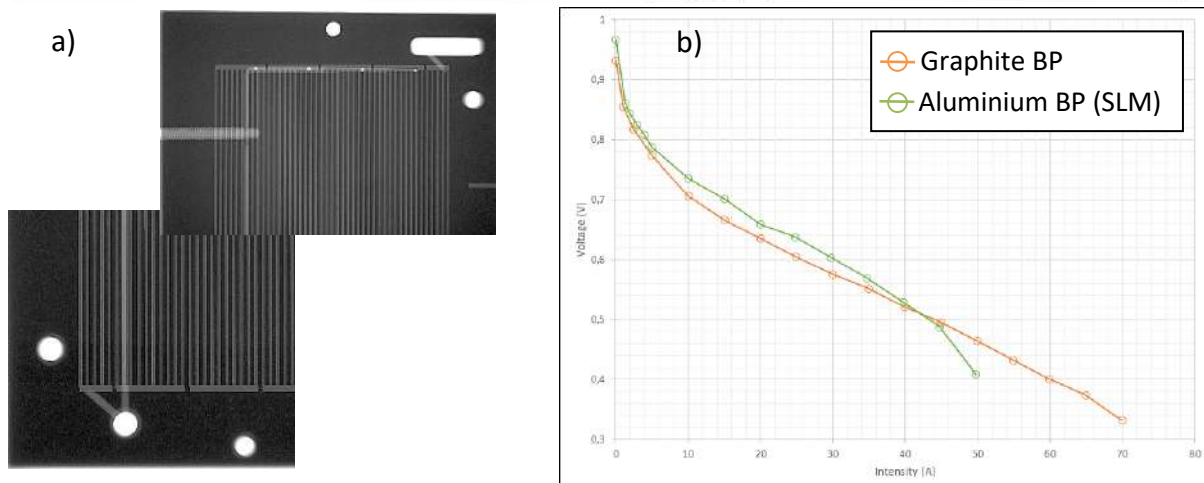 a)
b)
Graphite BP
Aluminium BP (SLM)
1
0,9
0,8
0,7
0,6
0,5
0,4
0,3
Voltage (V)
0 10 20 30 40 50 60 70 80
Intensity (A)